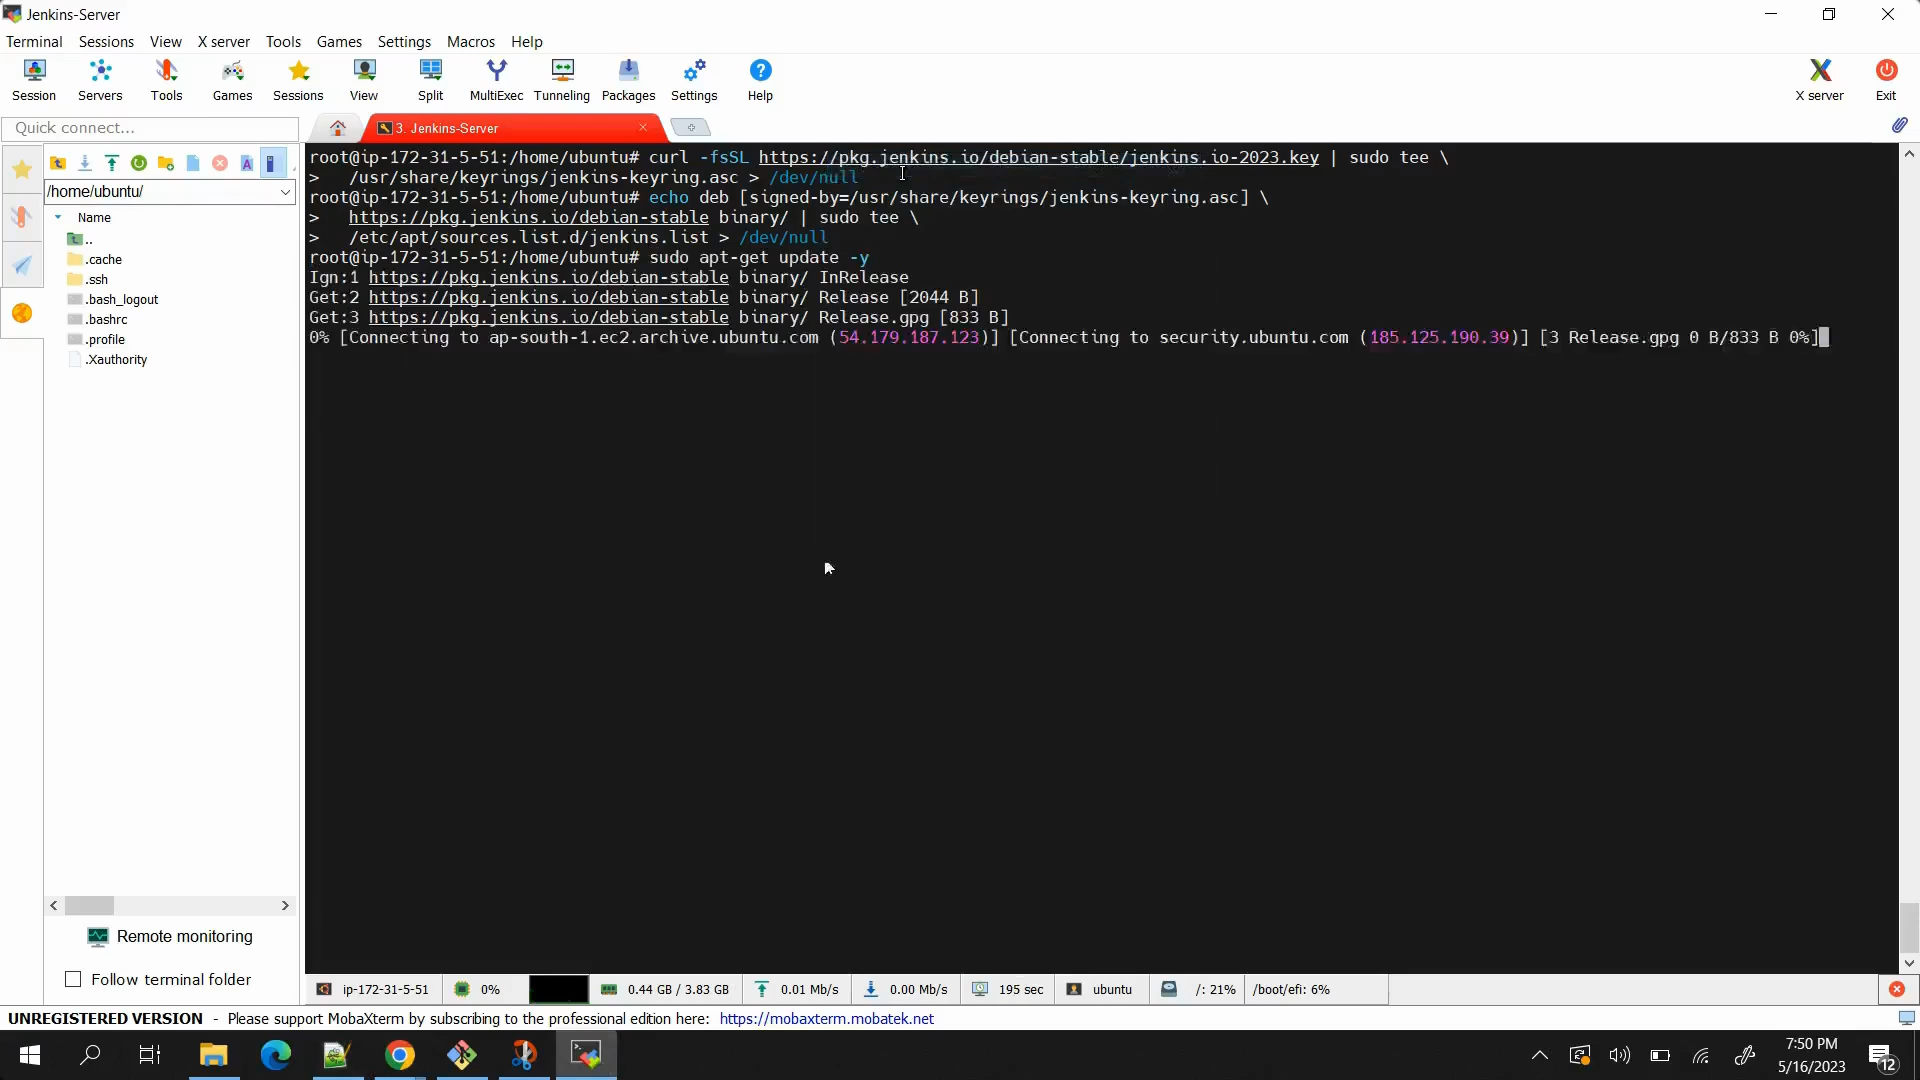 Jenkins-Server
Terminal Sessions View X server Tools Games Settings Macros Help
Session Servers Tools Games Sessions View Split MultiExec Tunneling Packages Settings Help X server Exit
Quick connect...
3. Jenkins-Server
/home/ubuntu/
Name
..
.cache
.ssh
.bash_logout
.bashrc
.profile
.Xauthority
root@ip-172-31-5-51:/home/ubuntu# curl -fsSL https://pkg.jenkins.io/debian-stable/jenkins.io-2023.key | sudo tee \
>   /usr/share/keyrings/jenkins-keyring.asc > /dev/null
root@ip-172-31-5-51:/home/ubuntu# echo deb [signed-by=/usr/share/keyrings/jenkins-keyring.asc] \
>   https://pkg.jenkins.io/debian-stable binary/ | sudo tee \
>   /etc/apt/sources.list.d/jenkins.list > /dev/null
root@ip-172-31-5-51:/home/ubuntu# sudo apt-get update -y
Ign:1 https://pkg.jenkins.io/debian-stable binary/ InRelease
Get:2 https://pkg.jenkins.io/debian-stable binary/ Release [2044 B]
Get:3 https://pkg.jenkins.io/debian-stable binary/ Release.gpg [833 B]
0% [Connecting to ap-south-1.ec2.archive.ubuntu.com (54.179.187.123)] [Connecting to security.ubuntu.com (185.125.190.39)] [3 Release.gpg 0 B/833 B 0%]
Remote monitoring
Follow terminal folder
ip-172-31-5-51 0% 0.44 GB / 3.83 GB 0.01 Mb/s 0.00 Mb/s 195 sec ubuntu /: 21% /boot/efi: 6%
UNREGISTERED VERSION - Please support MobaXterm by subscribing to the professional edition here: https://mobaxterm.mobatek.net
7:50 PM
5/16/2023
12